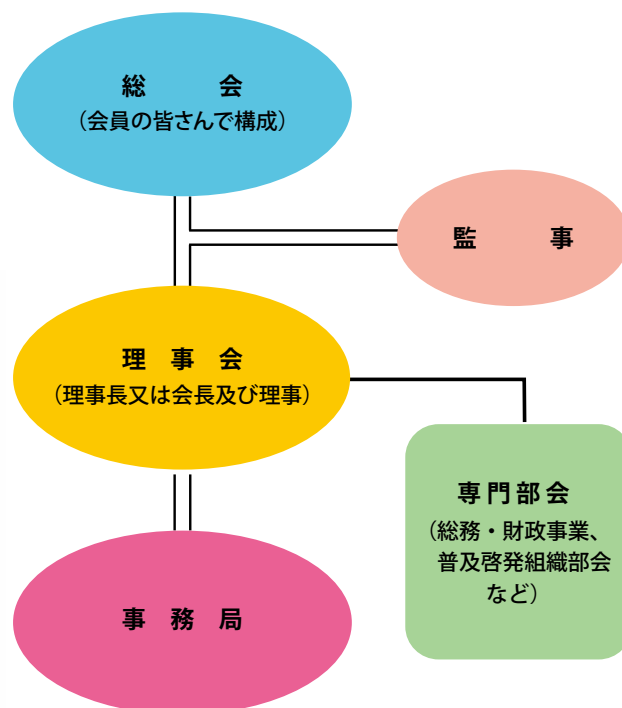 総　会
（会員の皆さんで構成）
監　事
理　事　会
（理事長又は会長及び理事）
専門部会
（総務・財政事業、
普及啓発組織部会
など）
事　務　局